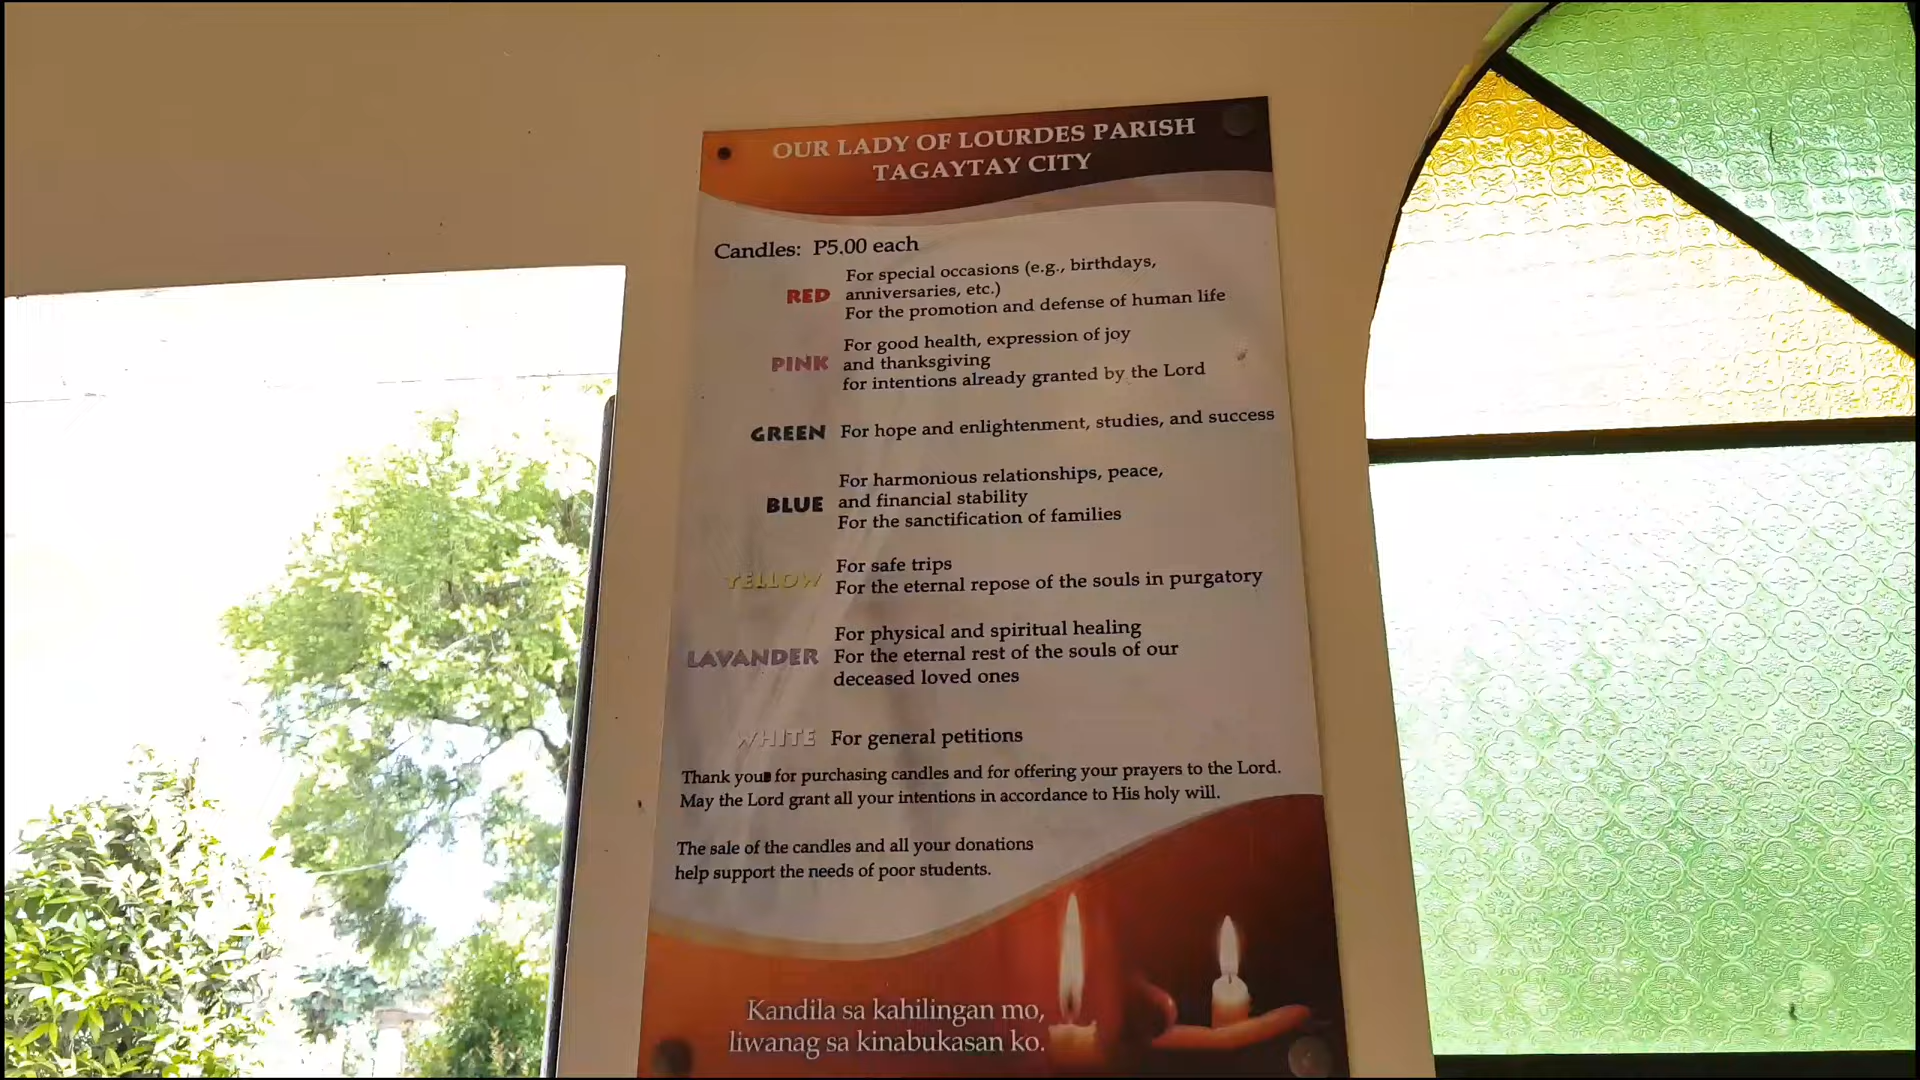 OUR LADY OF LOURDES PARISH
TAGAYTAY CITY
Candles: P5.00 each
RED For special occasions (e.g., birthdays,
anniversaries, etc.)
For the promotion and defense of human life
PINK For good health, expression of joy
and thanksgiving
for intentions already granted by the Lord
GREEN For hope and enlightenment, studies, and success
BLUE For harmonious relationships, peace,
and financial stability
For the sanctification of families
YELLOW For safe trips
For the eternal repose of the souls in purgatory
LAVANDER For physical and spiritual healing
For the eternal rest of the souls of our
deceased loved ones
WHITE For general petitions
Thank you for purchasing candles and for offering your prayers to the Lord.
May the Lord grant all your intentions in accordance to His holy will.
The sale of the candles and all your donations
help support the needs of poor students.
Kandila sa kahilingan mo,
liwanag sa kinabukasan ko.